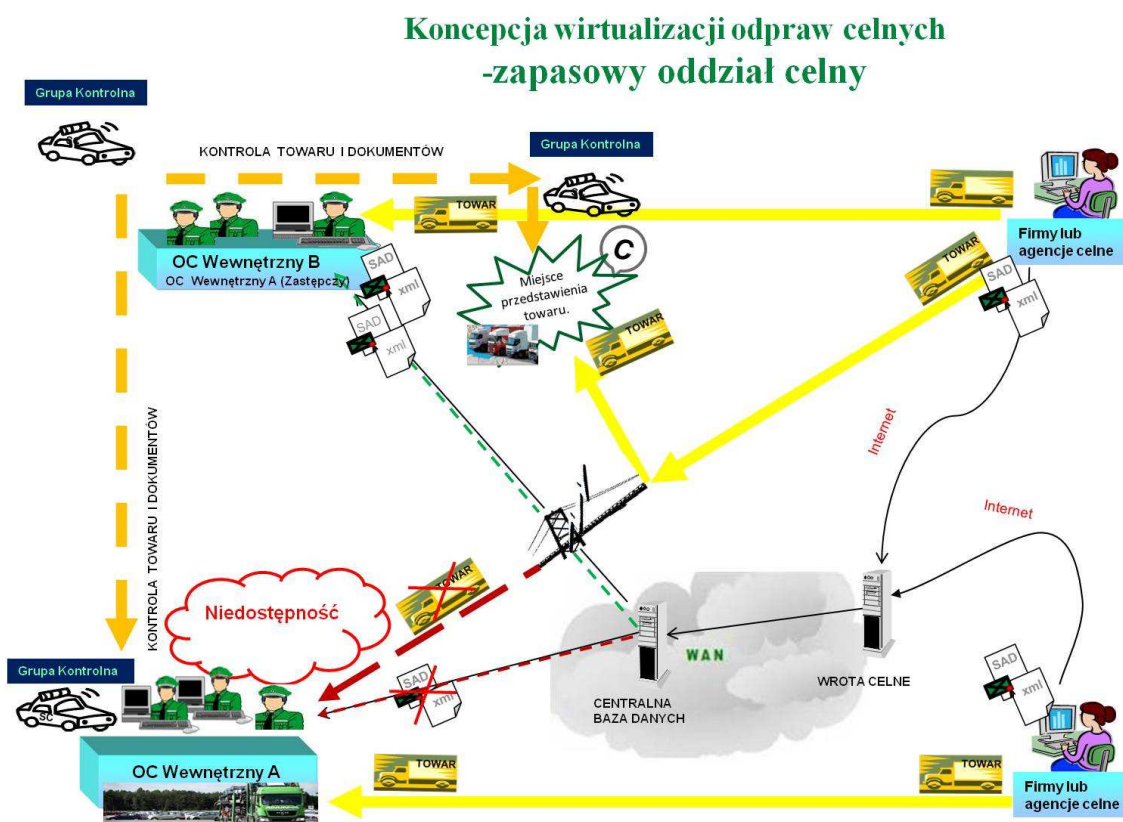 Koncepcja wirtualizacji odpraw celnych
-zapasowy oddział celny
Grupa Kontrolna
KONTROLA TOWARU I DOKUMENTÓW
Grupa Kontrolna
TOWAR
TOWAR
Firmy lub
agencje celne
OC Wewnętrzny B
OC Wewnętrzny A (Zastępczy)
C
Miejsce
przedstawienia
towaru.
TOWAR
SAD
xml
SAD
xml
SAD
xml
TOWAR
KONTROLA TOWARU I DOKUMENTÓW
Internet
Internet
TOWAR
Niedostępność
WAN
WROTA CELNE
CENTRALNA
BAZA DANYCH
Grupa Kontrolna
SC
SAD
xml
SAD
xml
OC Wewnętrzny A
TOWAR
TOWAR
Firmy lub
agencje celne